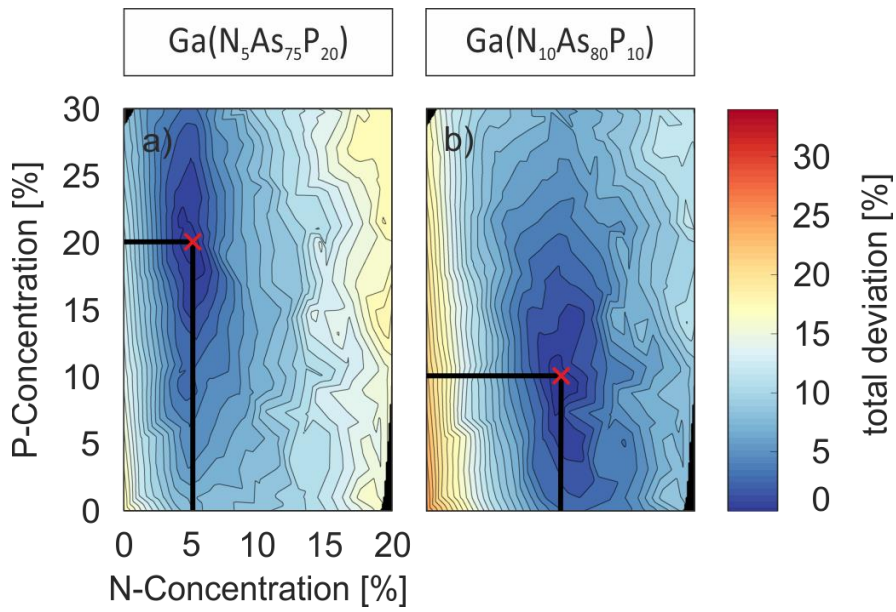 Ga(N₅As₇₅P₂₀) Ga(N₁₀As₈₀P₁₀)
a) b)
P-Concentration [%]
30
25
20
15
10
5
0
0 5 10 15 20
N-Concentration [%]
30
25
20
15
10
5
0
total deviation [%]